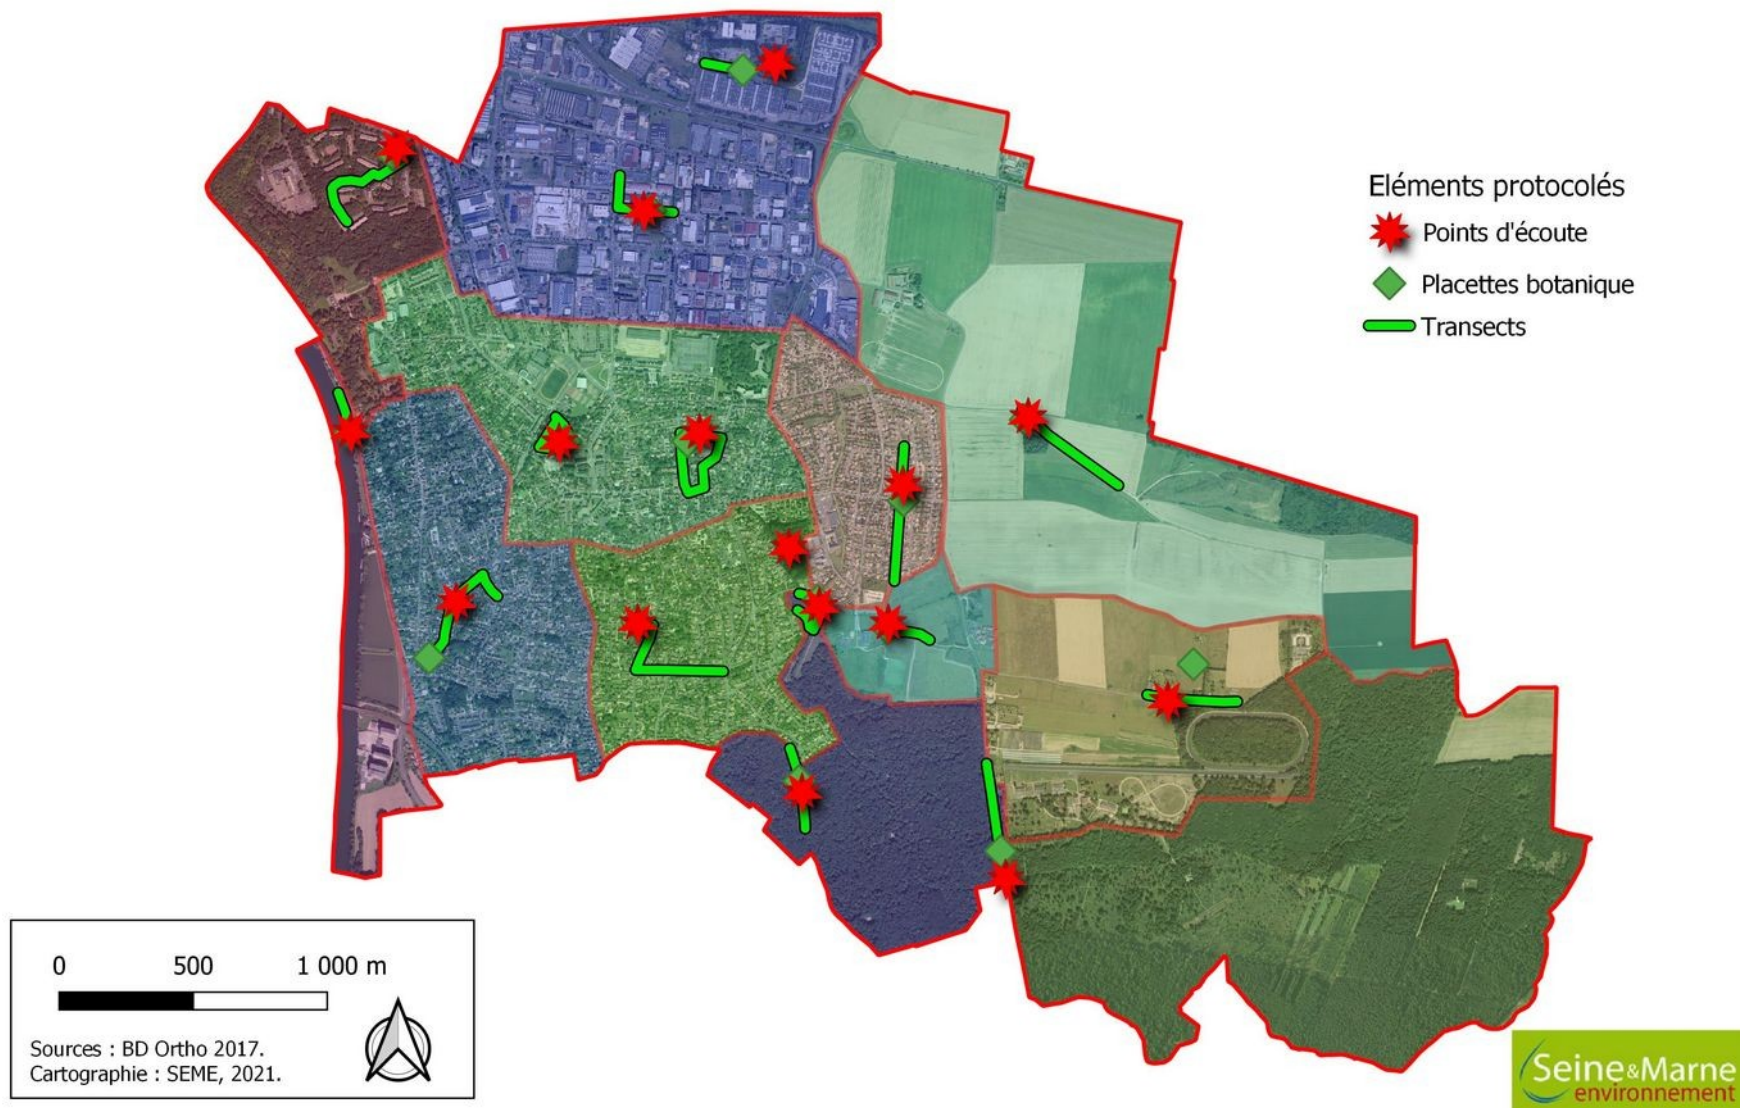 Eléments protocolés
Points d'écoute
Placettes botanique
Transects
0 500 1 000 m
Sources : BD Ortho 2017.
Cartographie : SEME, 2021.
Seine&Marne
environnement